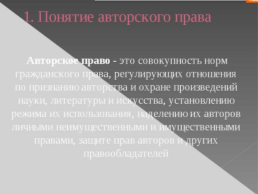 1. Понятие авторского права
Авторское право - это совокупность норм
гражданского права, регулирующих отношения
по признанию авторства и охране произведений
науки, литературы и искусства, установлению
режима их использования, наделению их авторов
личными неимущественными и имущественными
правами, защите прав авторов и других
правообладателей